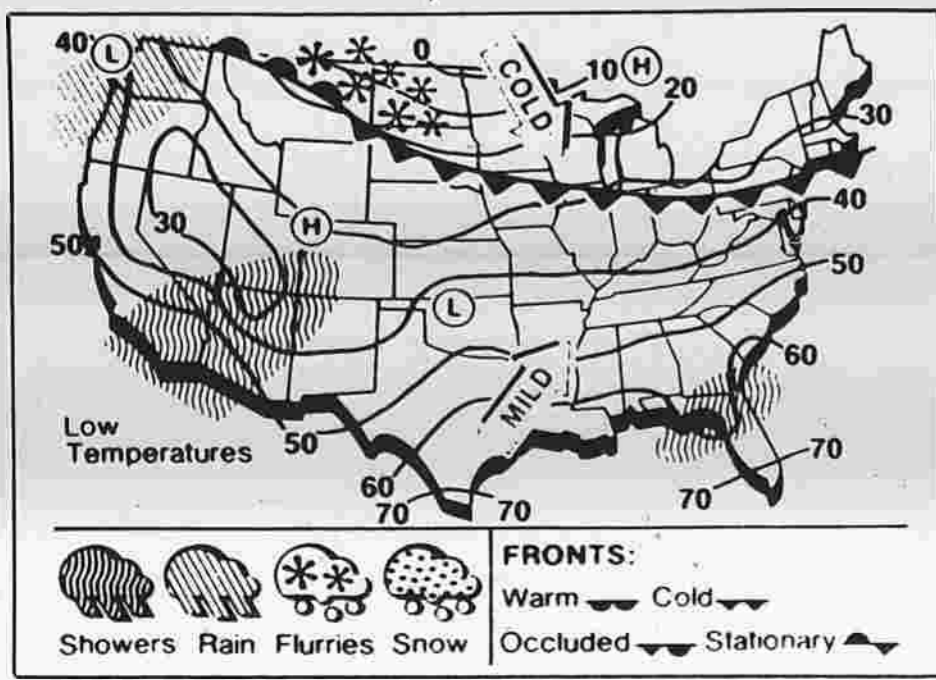 40 L 0 COLD 10 H 20
30
30 H 40
50 L 50
60
MILD
Low
Temperatures 50 70
60 70
70 70
FRONTS:
Warm Cold
Showers Rain Flurries Snow
Occluded Stationary